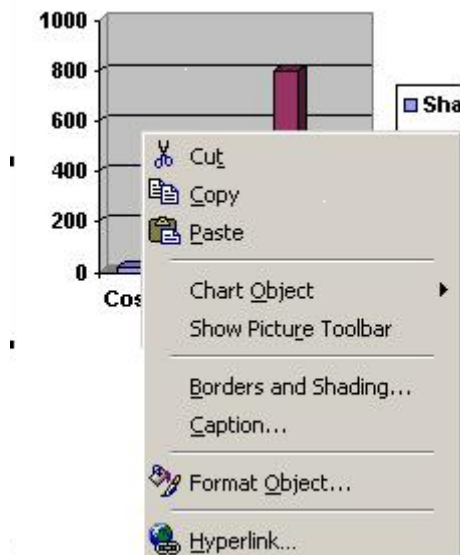 1000
800
600
400
200
0
Sha
Cos
Cut
Copy
Paste
Chart Object
Show Picture Toolbar
Borders and Shading...
Caption...
Format Object...
Hyperlink...